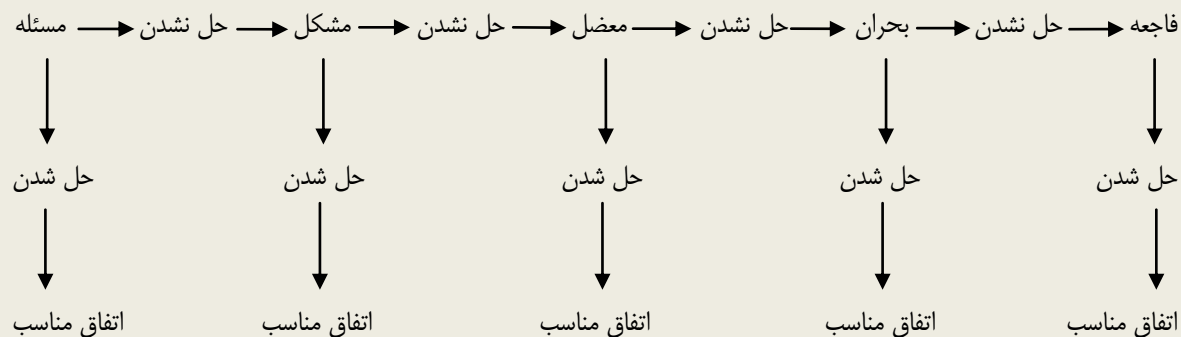 مسئله حل نشدن مشکل حل نشدن معضل حل نشدن بحران حل نشدن فاجعه
حل شدن حل شدن حل شدن حل شدن حل شدن
اتفاق مناسب اتفاق مناسب اتفاق مناسب اتفاق مناسب اتفاق مناسب